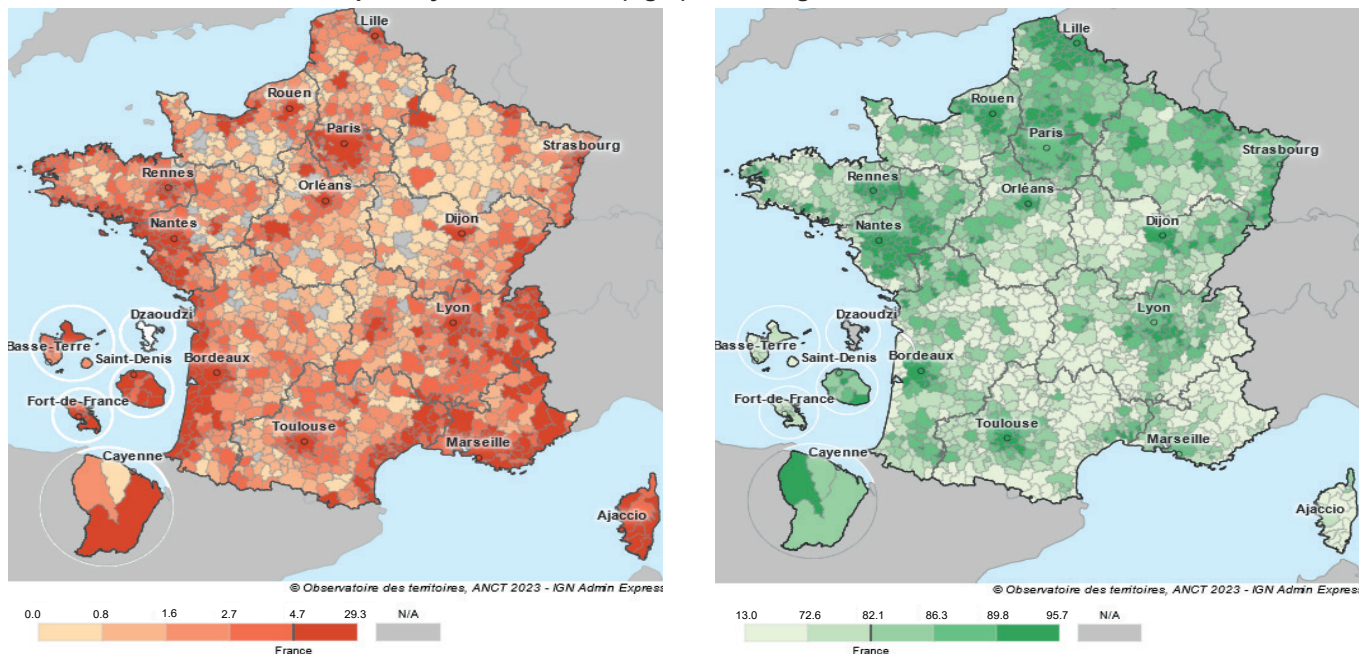 Lille
Rouen
Paris
Strasbourg
Rennes
Orléans
Nantes
Dijon
Dzaoudzi
Lyon
Basse-Terre
Saint-Denis
Bordeaux
Fort-de-France
Toulouse
Marseille
Cayenne
Ajaccio
© Observatoire des territoires, ANCT 2023 - IGN Admin Express
0.0 0.8 1.6 2.7 4.7 29.3 N/A
France
Lille
Rouen
Paris
Strasbourg
Rennes
Orléans
Nantes
Dijon
Dzaoudzi
Lyon
Basse-Terre
Saint-Denis
Bordeaux
Fort-de-France
Toulouse
Marseille
Cayenne
Ajaccio
© Observatoire des territoires, ANCT 2023 - IGN Admin Expres
13.0 72.6 82.1 86.3 89.8 95.7 N/A
France